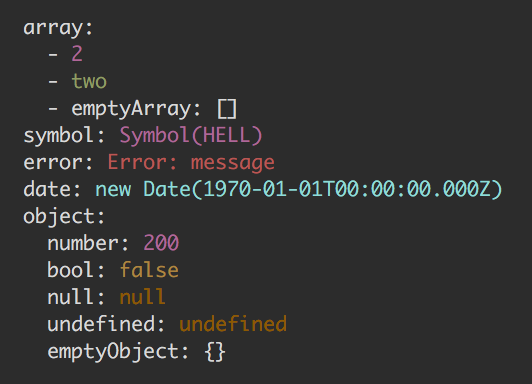 array:
  - 2
  - two
  - emptyArray: []
symbol: Symbol(HELL)
error: Error: message
date: new Date(1970-01-01T00:00:00.000Z)
object:
  number: 200
  bool: false
  null: null
  undefined: undefined
  emptyObject: {}